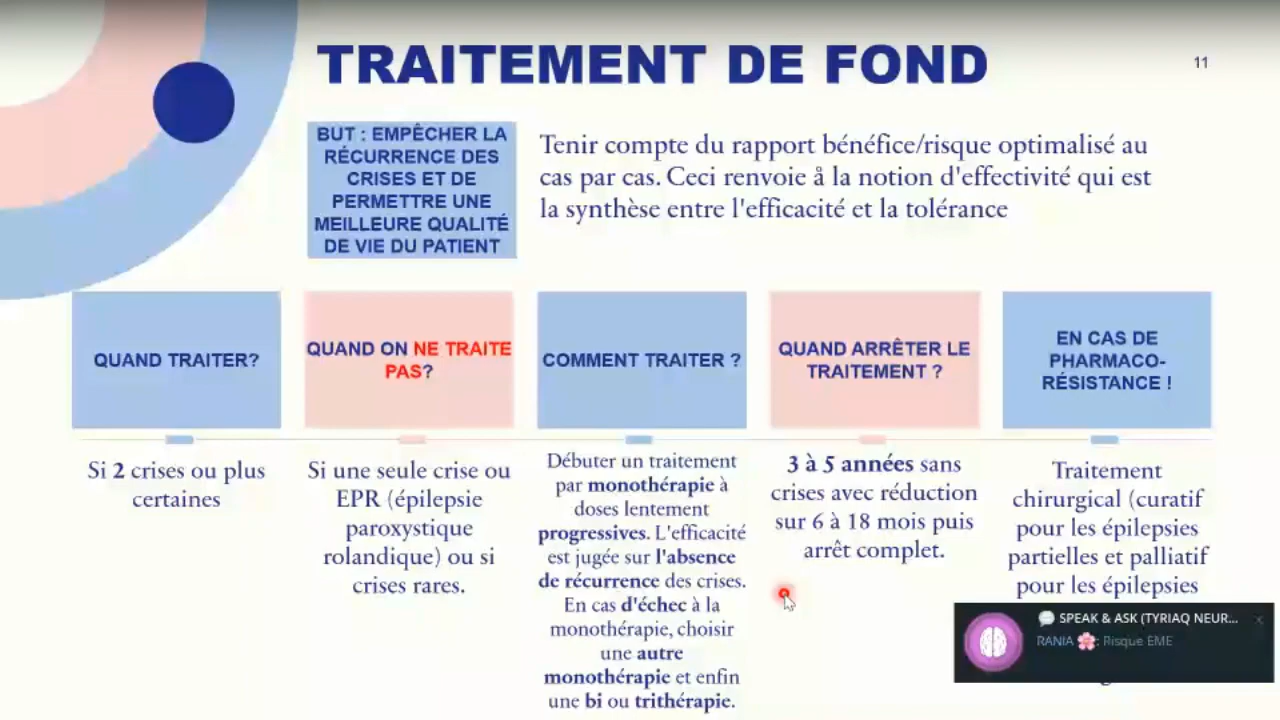 TRAITEMENT DE FOND
11
BUT : EMPÊCHER LA
RÉCURRENCE DES
CRISES ET DE
PERMETTRE UNE
MEILLEURE QUALITÉ
DE VIE DU PATIENT
Tenir compte du rapport bénéfice/risque optimalisé au
cas par cas. Ceci renvoie å la notion d'effectivité qui est
la synthèse entre l'efficacité et la tolérance
QUAND TRAITER?
Si 2 crises ou plus
certaines
QUAND ON NE TRAITE
PAS?
Si une seule crise ou
EPR (épilepsie
paroxystique
rolandique) ou si
crises rares.
COMMENT TRAITER ?
Débuter un traitement
par monothérapie à
doses lentement
progressives. L'efficacité
est jugée sur l'absence
de récurrence des crises.
En cas d'échec à la
monothérapie, choisir
une autre
monothérapie et enfin
une bi ou trithérapie.
QUAND ARRÊTER LE
TRAITEMENT ?
3 à 5 années sans
crises avec réduction
sur 6 à 18 mois puis
arrêt complet.
EN CAS DE
PHARMACO-
RÉSISTANCE !
Traitement
chirurgical (curatif
pour les épilepsies
partielles et palliatif
pour les épilepsies
SPEAK & ASK (TYRIAQ NEUR...
RANIA 🌸: Risque EME